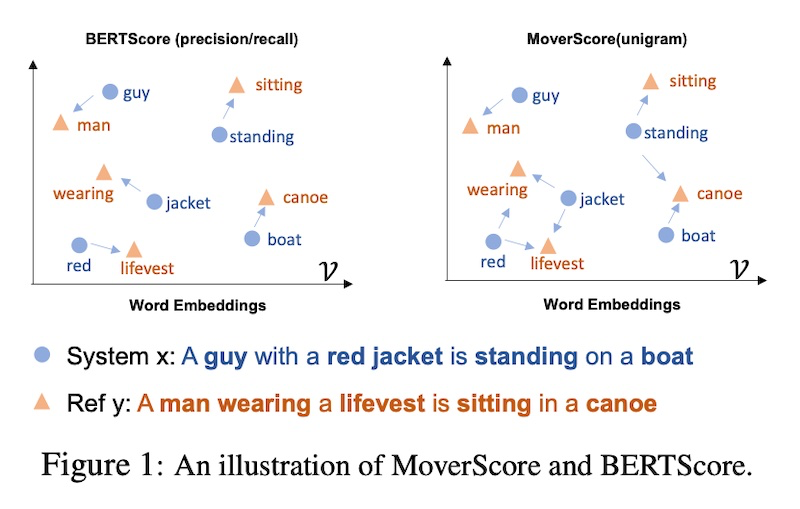 BERTScore (precision/recall)
guy
sitting
man
standing
wearing
jacket
canoe
boat
red
lifevest
𝒱
Word Embeddings
MoverScore(unigram)
sitting
guy
man
standing
wearing
jacket
canoe
boat
red
lifevest
𝒱
Word Embeddings
System x: A guy with a red jacket is standing on a boat
Ref y: A man wearing a lifevest is sitting in a canoe
Figure 1: An illustration of MoverScore and BERTScore.